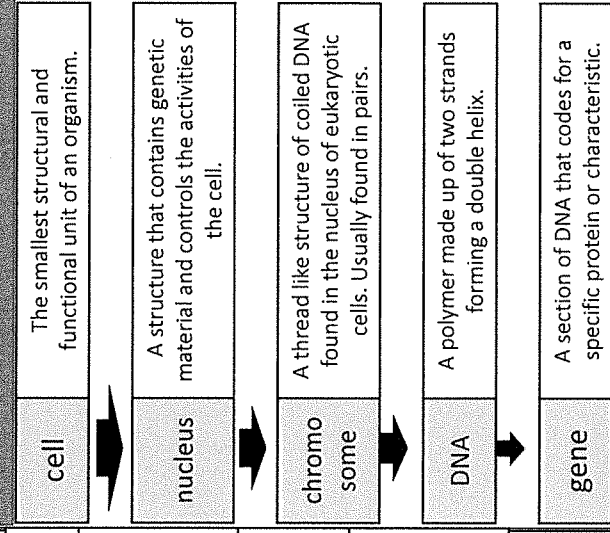 cell
The smallest structural and
functional unit of an organism.
nucleus
A structure that contains genetic
material and controls the activities of
the cell.
chromo
some
A thread like structure of coiled DNA
found in the nucleus of eukaryotic
cells. Usually found in pairs.
DNA
A polymer made up of two strands
forming a double helix.
gene
A section of DNA that codes for a
specific protein or characteristic.